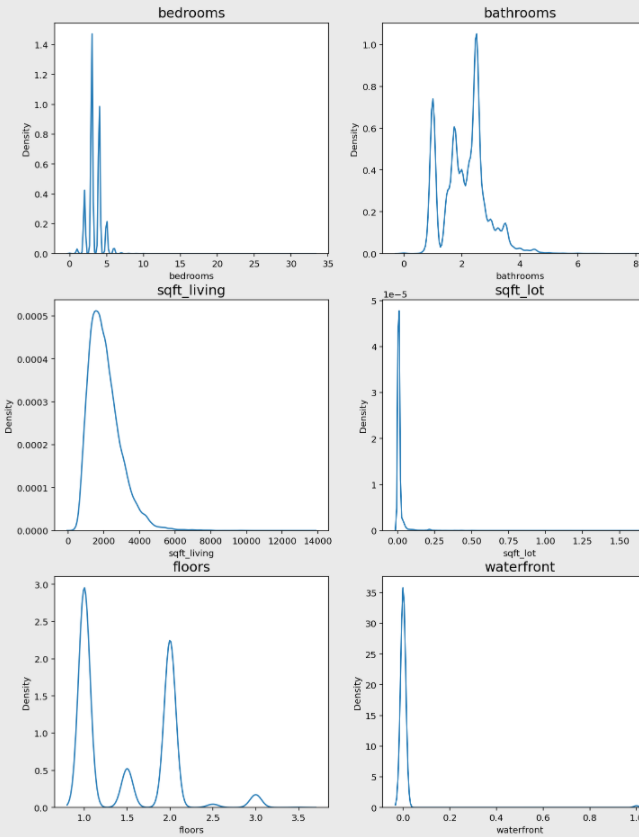 bedrooms
1.4
1.2
1.0
0.8
0.6
0.4
0.2
0.0
Density
0 5 10 15 20 25 30 35
bedrooms
bathrooms
1.0
0.8
0.6
0.4
0.2
0.0
Density
0 2 4 6 8
bathrooms
sqft_living
0.0005
0.0004
0.0003
0.0002
0.0001
0.0000
Density
0 2000 4000 6000 8000 10000 12000 14000
sqft_living
sqft_lot
1e−5
5
4
3
2
1
0
Density
0.00 0.25 0.50 0.75 1.00 1.25 1.50
sqft_lot
floors
3.0
2.5
2.0
1.5
1.0
0.5
0.0
Density
1.0 1.5 2.0 2.5 3.0 3.5
floors
waterfront
35
30
25
20
15
10
5
0
Density
0.0 0.2 0.4 0.6 0.8
waterfront